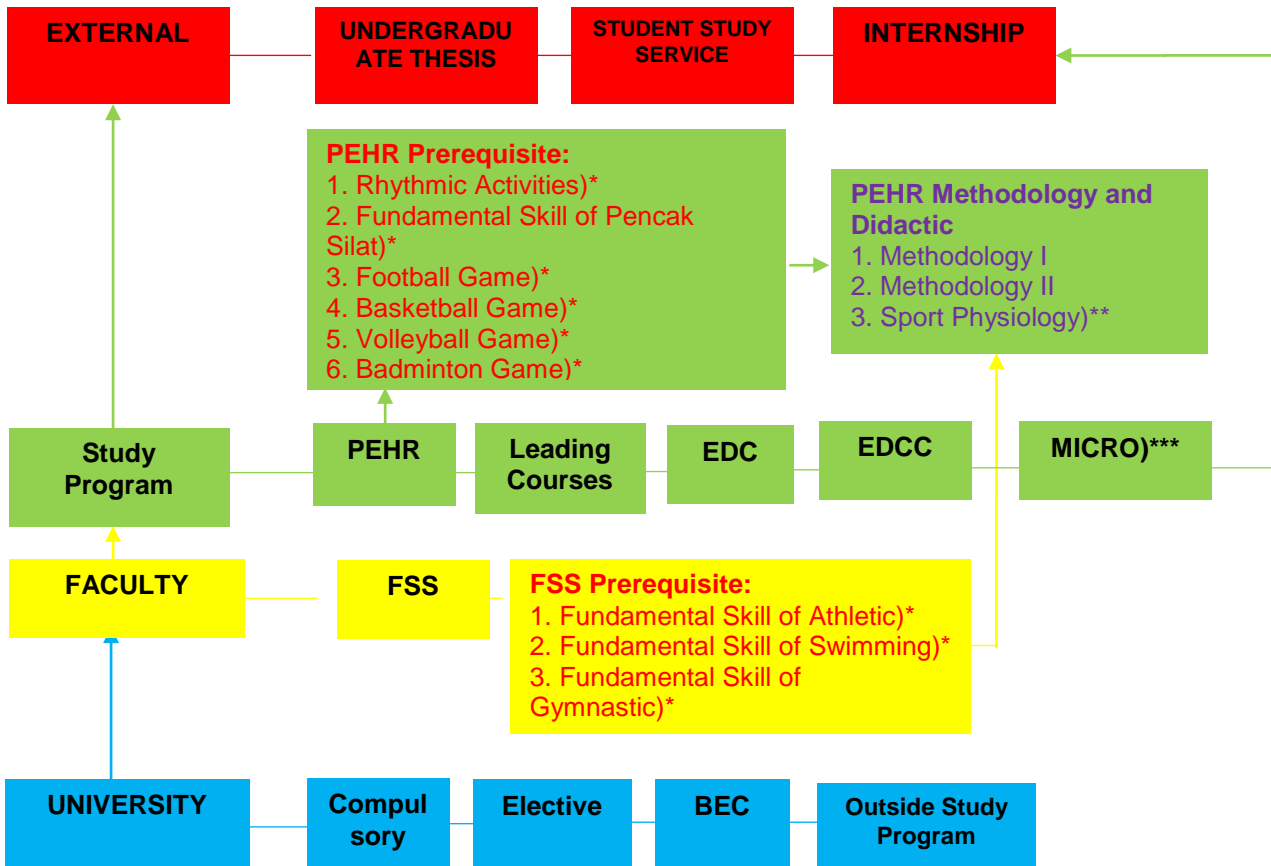 EXTERNAL
UNDERGRADU
ATE THESIS
STUDENT STUDY
SERVICE
INTERNSHIP
PEHR Prerequisite:
1. Rhythmic Activities)*
2. Fundamental Skill of Pencak
Silat)*
3. Football Game)*
4. Basketball Game)*
5. Volleyball Game)*
6. Badminton Game)*
PEHR Methodology and
Didactic
1. Methodology I
2. Methodology II
3. Sport Physiology)**
Study
Program
PEHR
Leading
Courses
EDC
EDCC
MICRO)***
FACULTY
FSS
FSS Prerequisite:
1. Fundamental Skill of Athletic)*
2. Fundamental Skill of Swimming)*
3. Fundamental Skill of
Gymnastic)*
UNIVERSITY
Compul
sory
Elective
BEC
Outside Study
Program